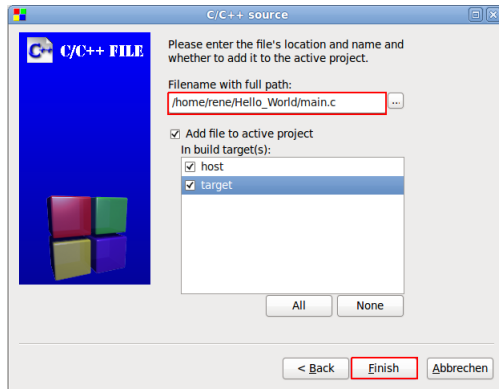 C/C++ source
C++ C/C++ FILE
Please enter the file's location and name and
whether to add it to the active project.
Filename with full path:
/home/rene/Hello_World/main.c
...
Add file to active project
In build target(s):
host
target
All None
< Back Finish Abbrechen